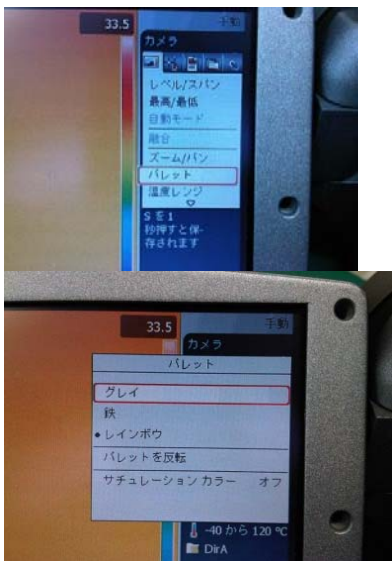 33.5
手動
カメラ
レベル/スパン
最高/最低
自動モード
融合
ズーム/パン
パレット
温度レンジ
S を 1
秒押すと保-
存されます
33.5
手動
カメラ
パレット
グレイ
鉄
レインボウ
パレットを反転
サチュレーション カラー オフ
-40 から 120 ℃
DirA